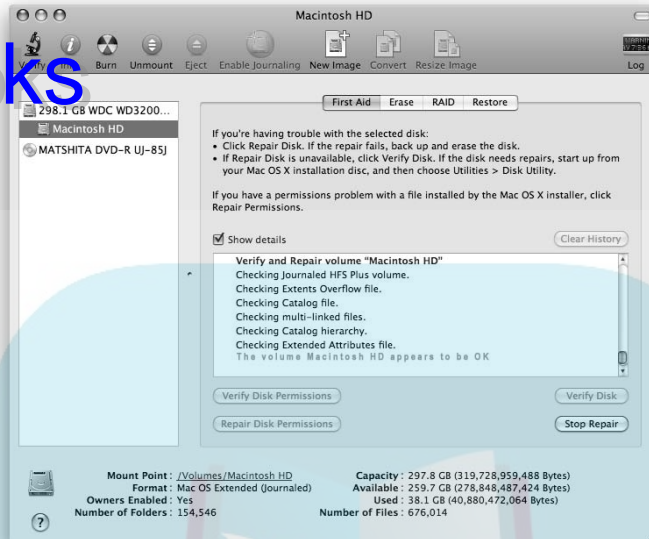 Macintosh HD
Burn Unmount Eject Enable Journaling New Image Convert Resize Image Log
ks
298.1 GB WDC WD3200...
Macintosh HD
MATSHITA DVD-R UJ-85J
First Aid Erase RAID Restore
If you're having trouble with the selected disk:
• Click Repair Disk. If the repair fails, back up and erase the disk.
• If Repair Disk is unavailable, click Verify Disk. If the disk needs repairs, start up from
your Mac OS X installation disc, and then choose Utilities > Disk Utility.
If you have a permissions problem with a file installed by the Mac OS X installer, click
Repair Permissions.
Show details
Clear History
Verify and Repair volume “Macintosh HD”
Checking Journaled HFS Plus volume.
Checking Extents Overflow file.
Checking Catalog file.
Checking multi-linked files.
Checking Catalog hierarchy.
Checking Extended Attributes file.
The volume Macintosh HD appears to be OK
Verify Disk Permissions
Verify Disk
Repair Disk Permissions
Stop Repair
Mount Point : /Volumes/Macintosh HD
Format : Mac OS Extended (Journaled)
Owners Enabled : Yes
Number of Folders : 154,546
Capacity : 297.8 GB (319,728,959,488 Bytes)
Available : 259.7 GB (278,848,487,424 Bytes)
Used : 38.1 GB (40,880,472,064 Bytes)
Number of Files : 676,014